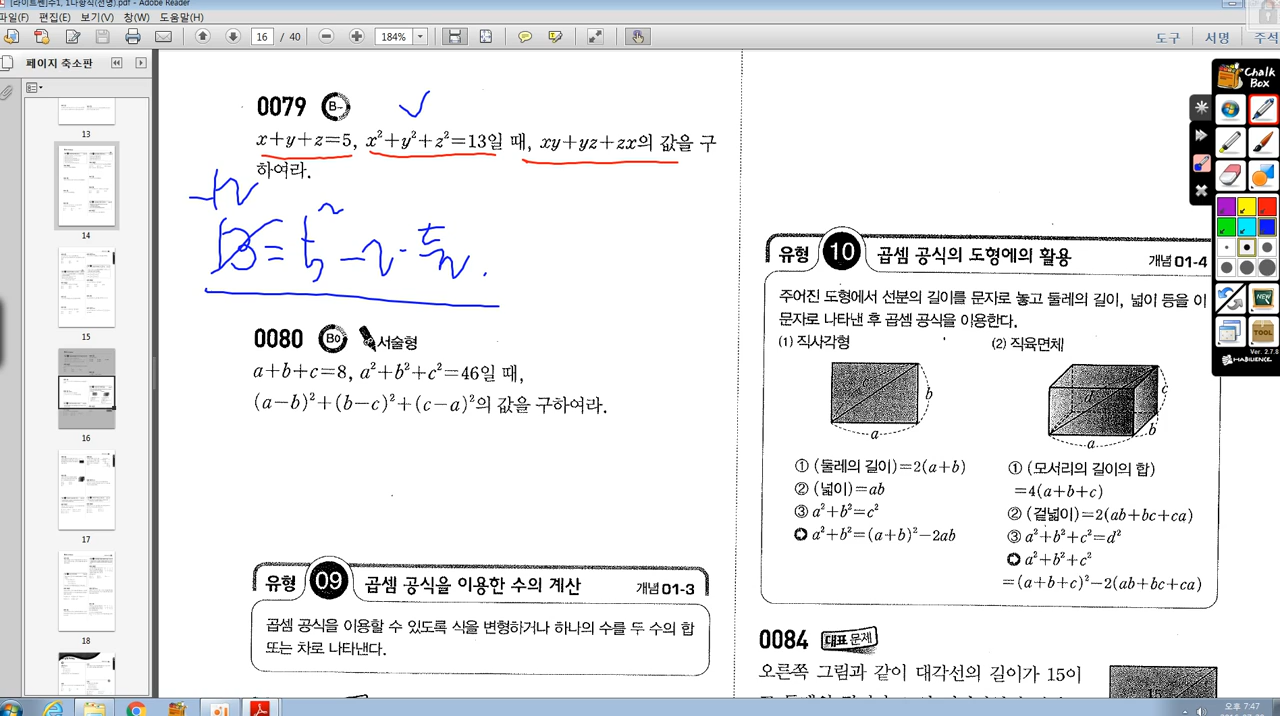 [라이트쎈]수1, 1다항식(선생).pdf - Adobe Reader
파일(F) 편집(E) 보기(V) 창(W) 도움말(H)
16 / 40 184% 도구 서명 주석
페이지 축소판
13
14
15
16
17
18
0079 B-
x+y+z=5, x²+y²+z²=13일 때, xy+yz+zx의 값을 구
하여라.
0080 B0 서술형
a+b+c=8, a²+b²+c²=46일 때,
(a-b)²+(b-c)²+(c-a)²의 값을 구하여라.
유형 09 곱셈 공식을 이용한 수의 계산 개념 01-3
곱셈 공식을 이용할 수 있도록 식을 변형하거나 하나의 수를 두 수의 합
또는 차로 나타낸다.
유형 10 곱셈 공식의 도형에의 활용 개념 01-4
주어진 도형에서 선분의 길이를 문자로 놓고 둘레의 길이, 넓이 등을 이
문자로 나타낸 후 곱셈 공식을 이용한다.
(1) 직사각형 (2) 직육면체
b
a
d
c
b
a
① (둘레의 길이)=2(a+b)
② (넓이)=ab
③ a²+b²=c²
a²+b²=(a+b)²-2ab
① (모서리의 길이의 합)
=4(a+b+c)
② (겉넓이)=2(ab+bc+ca)
③ a²+b²+c²=d²
a²+b²+c²
=(a+b+c)²-2(ab+bc+ca)
0084 대표 문제
오른쪽 그림과 같이 대각선의 길이가 15이
Chalk Box
NEW
TOOL
Ver. 2.7.8
HABILIENCE
오후 7:47